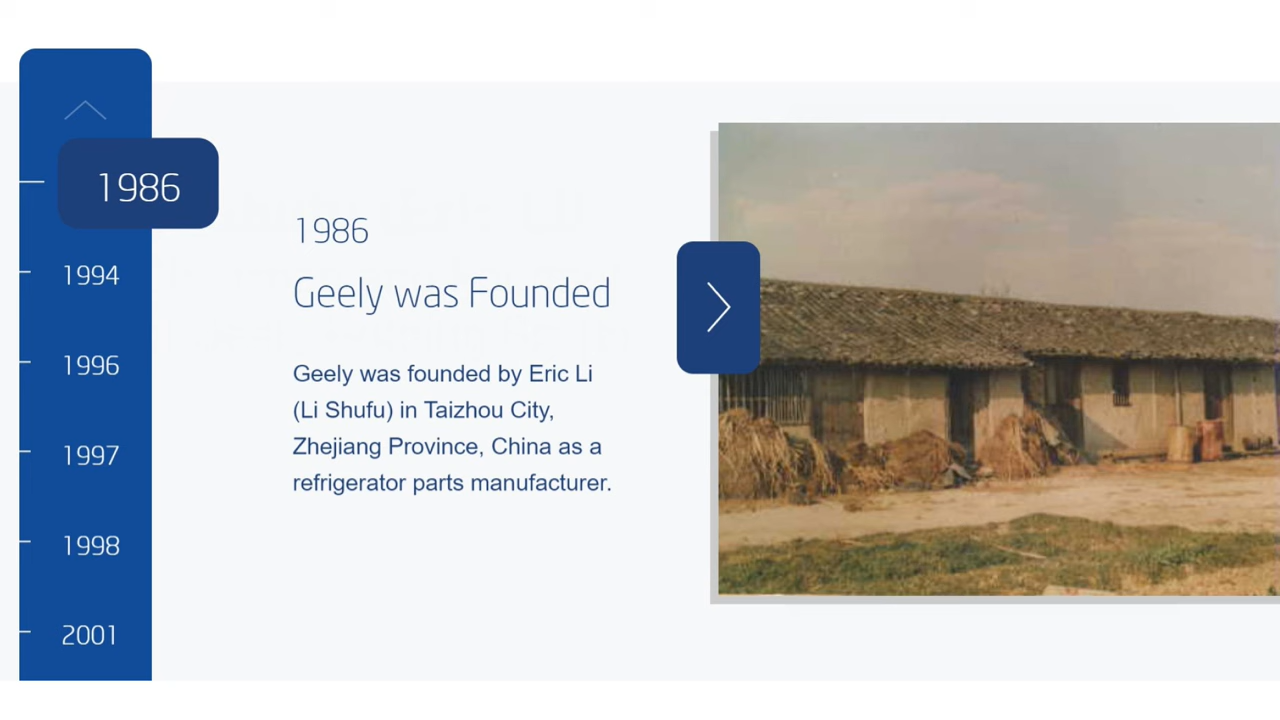 1986
1994
1996
1997
1998
2001
1986
Geely was Founded
Geely was founded by Eric Li
(Li Shufu) in Taizhou City,
Zhejiang Province, China as a
refrigerator parts manufacturer.